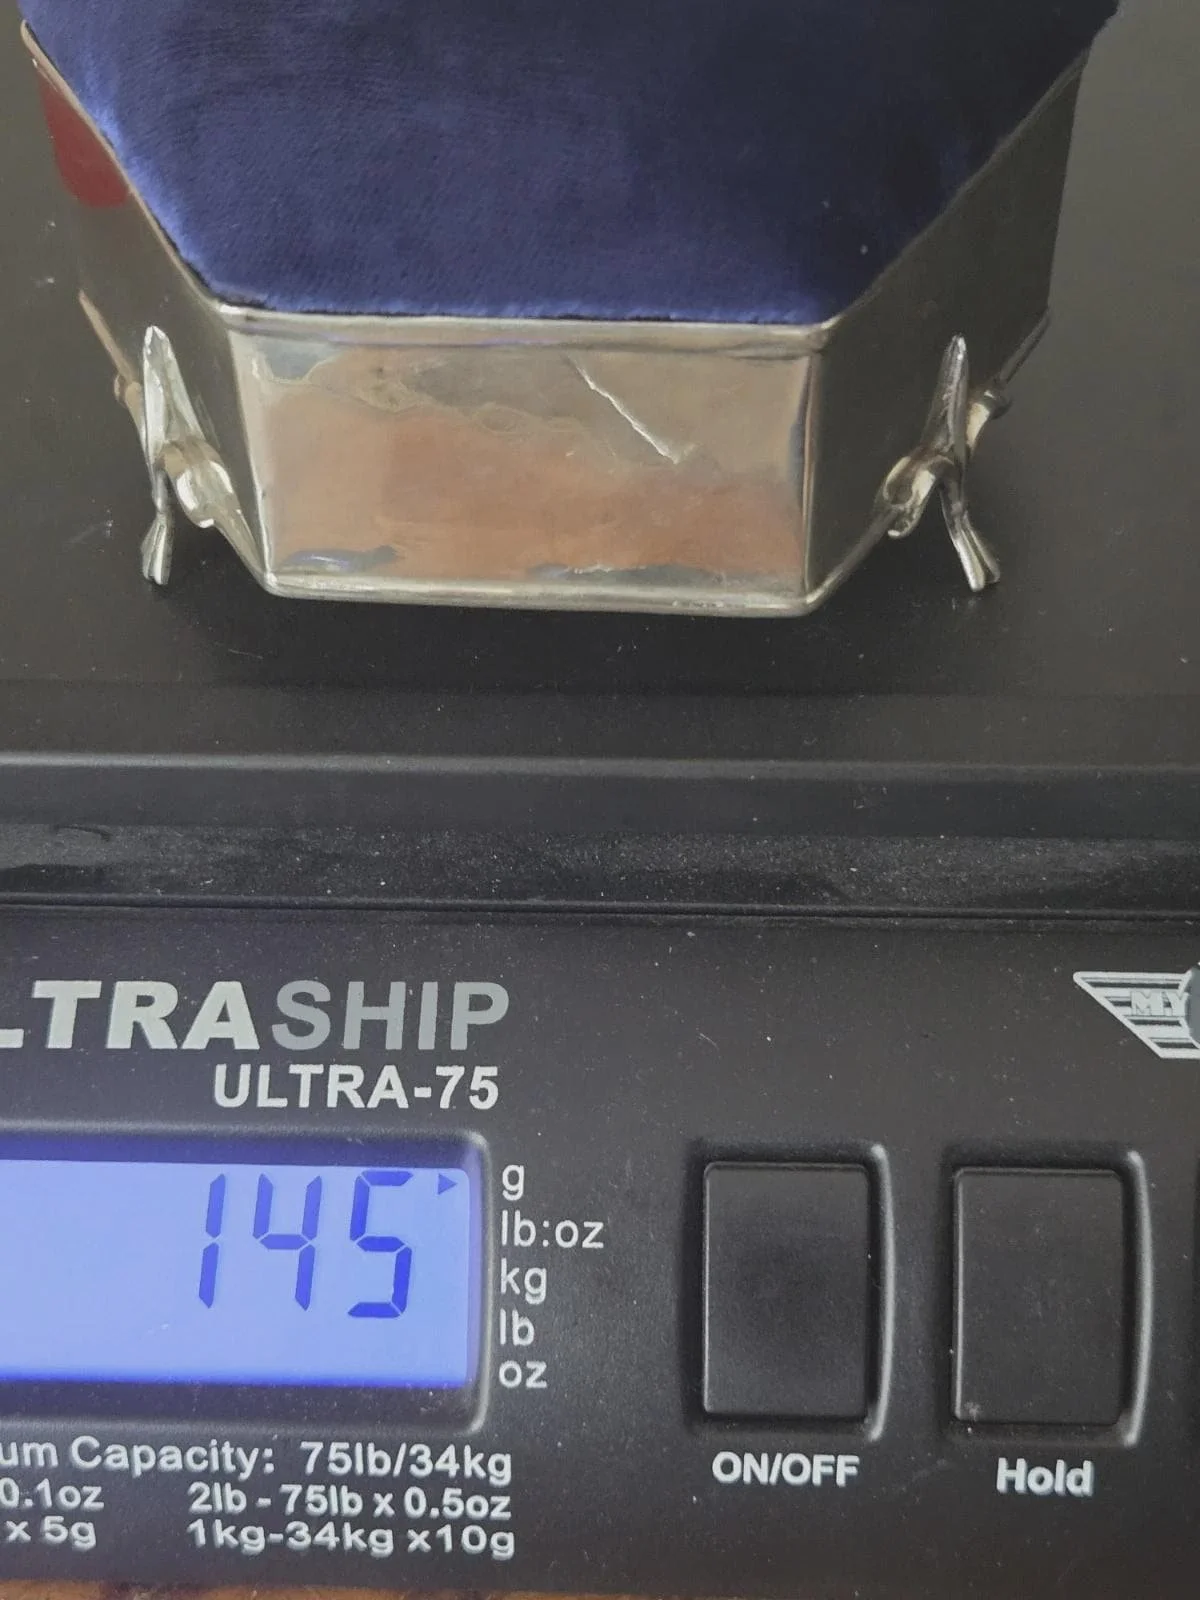 LTRASHIP
MY
ULTRA-75
145
g
lb:oz
kg
lb
oz
ON/OFF
Hold
um Capacity: 75lb/34kg
0.1oz 2lb - 75lb x 0.5oz
x 5g 1kg-34kg x10g